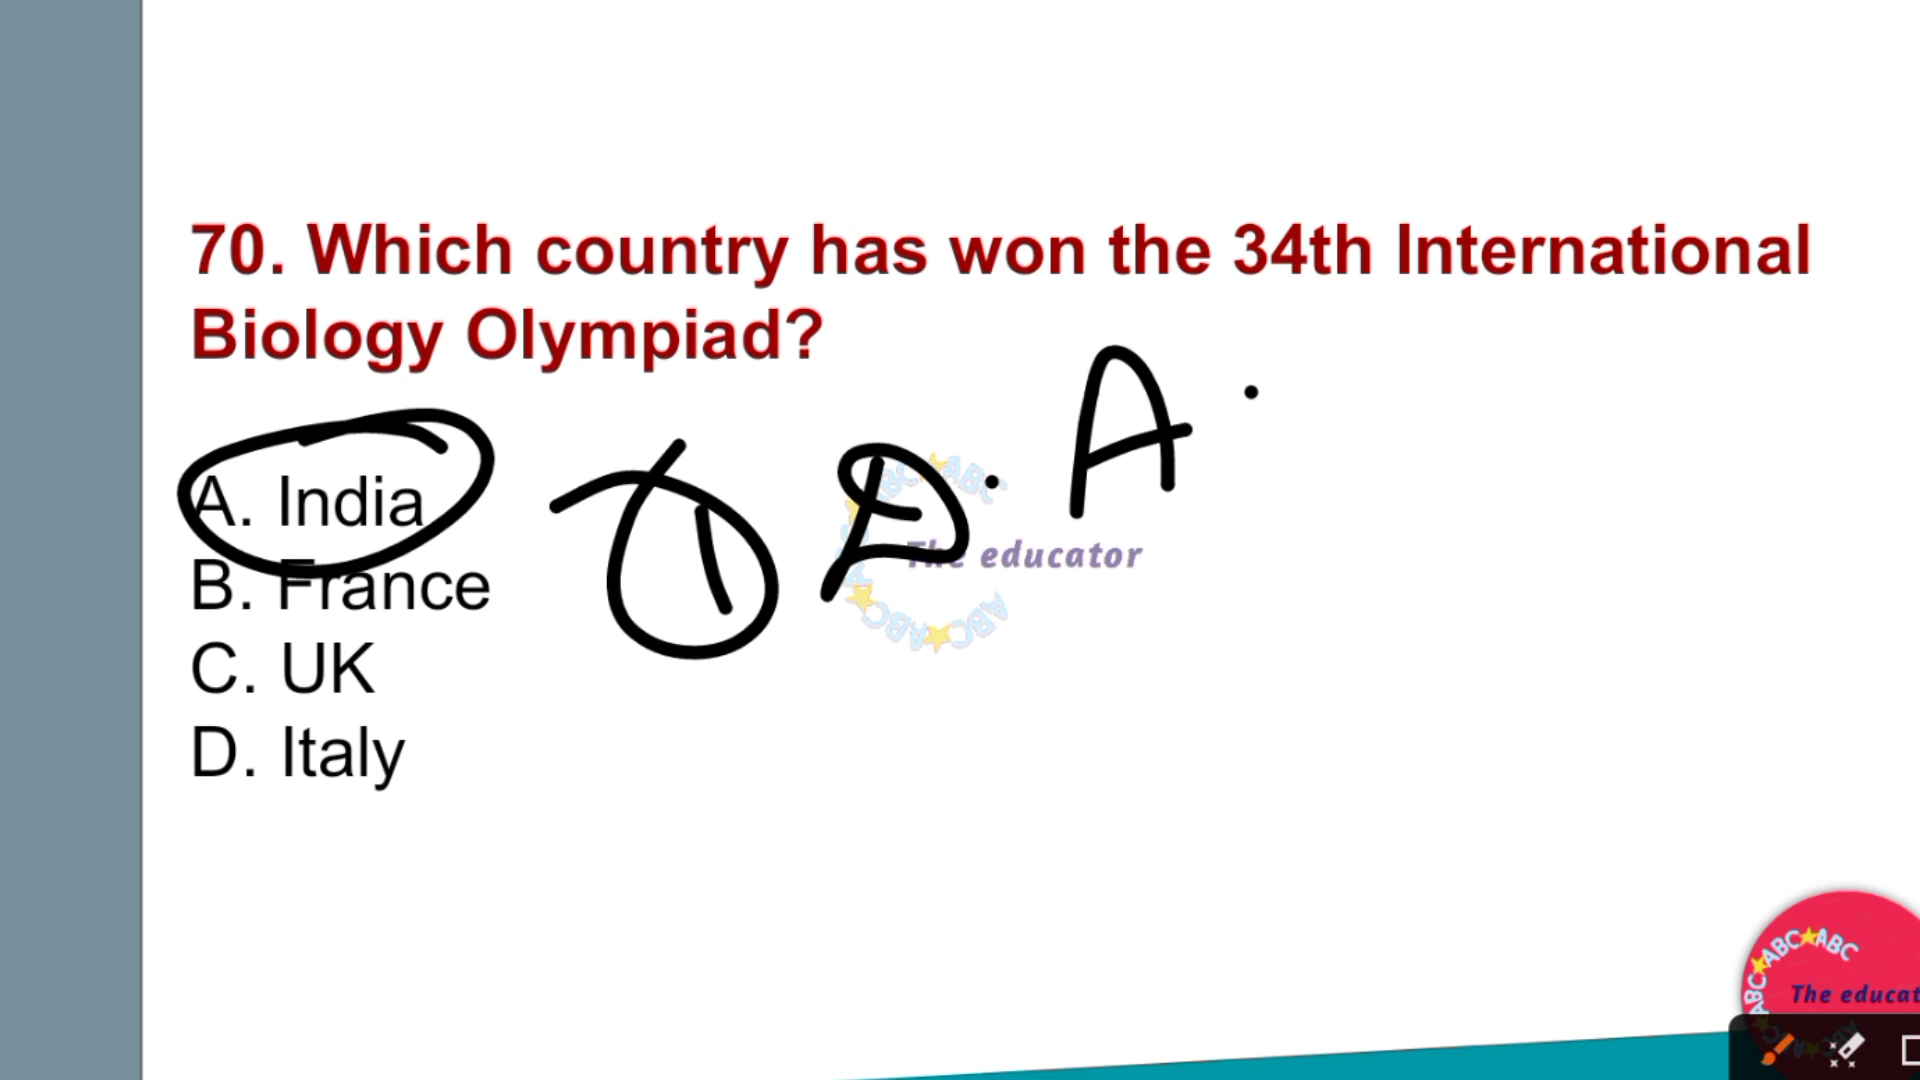 70. Which country has won the 34th International
Biology Olympiad?
A. India
B. France
C. UK
D. Italy
A.
The educator
ABC ABC
The educat